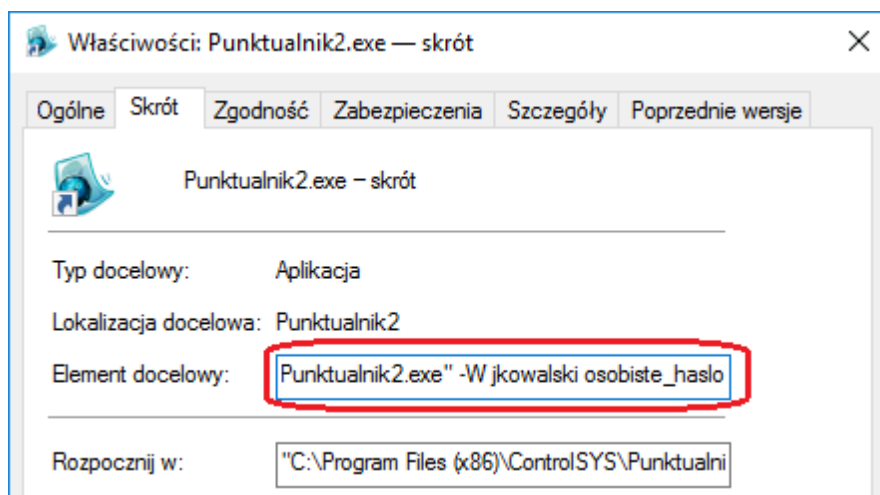 Właściwości: Punktualnik2.exe — skrót
Ogólne Skrót Zgodność Zabezpieczenia Szczegóły Poprzednie wersje
Punktualnik2.exe – skrót
Typ docelowy: Aplikacja
Lokalizacja docelowa: Punktualnik2
Element docelowy: Punktualnik2.exe" -W jkowalski osobiste_haslo
Rozpocznij w: "C:\Program Files (x86)\ControlSYS\Punktualni